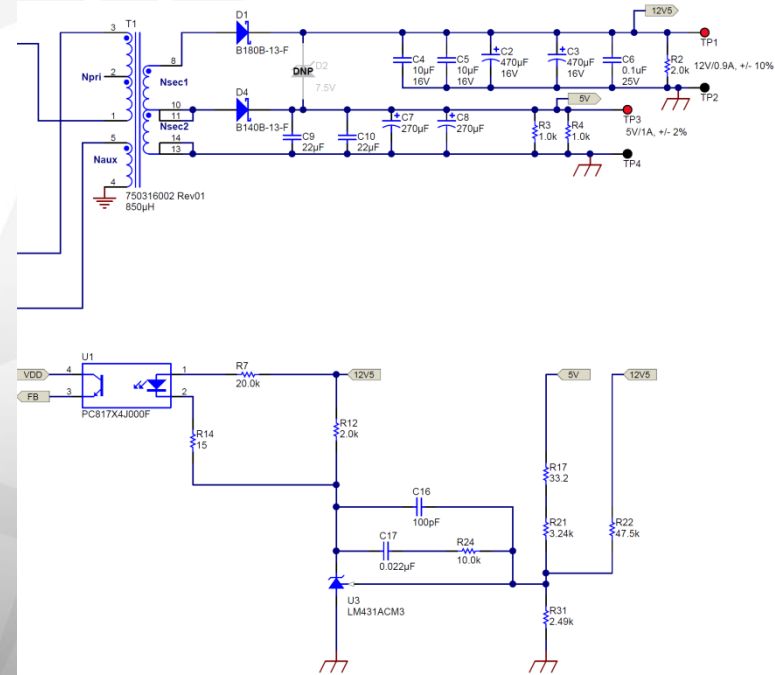 T1
3
Npri
2
1
5
Naux
4
8
Nsec1
10
11
Nsec2
14
13
750316002 Rev01
850µH
D1
B180B-13-F
DNP
D2
7.5V
D4
B140B-13-F
C4
10µF
16V
C5
10µF
16V
C2
470µF
16V
C3
470µF
16V
C6
0.1uF
25V
R2
2.0k
12V5
TP1
12V/0.9A, +/- 10%
TP2
C9
22µF
C10
22µF
C7
270µF
C8
270µF
R3
1.0k
R4
1.0k
5V
TP3
5V/1A, +/- 2%
TP4
U1
VDD
4
FB
3
1
2
PC817X4J000F
R7
20.0k
12V5
R14
15
R12
2.0k
C16
100pF
C17
0.022µF
R24
10.0k
U3
LM431ACM3
5V
12V5
R17
33.2
R21
3.24k
R22
47.5k
R31
2.49k